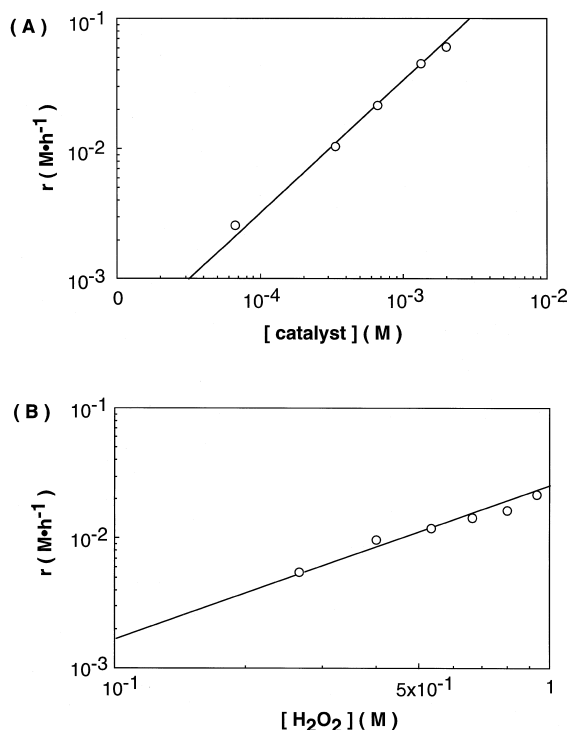 (A)
10⁻¹
10⁻²
10⁻³
r (M•h⁻¹)
0
10⁻⁴
10⁻³
10⁻²
[ catalyst ] ( M )
(B)
10⁻¹
10⁻²
10⁻³
r (M•h⁻¹)
10⁻¹
5x10⁻¹
1
[ H₂O₂ ] ( M )